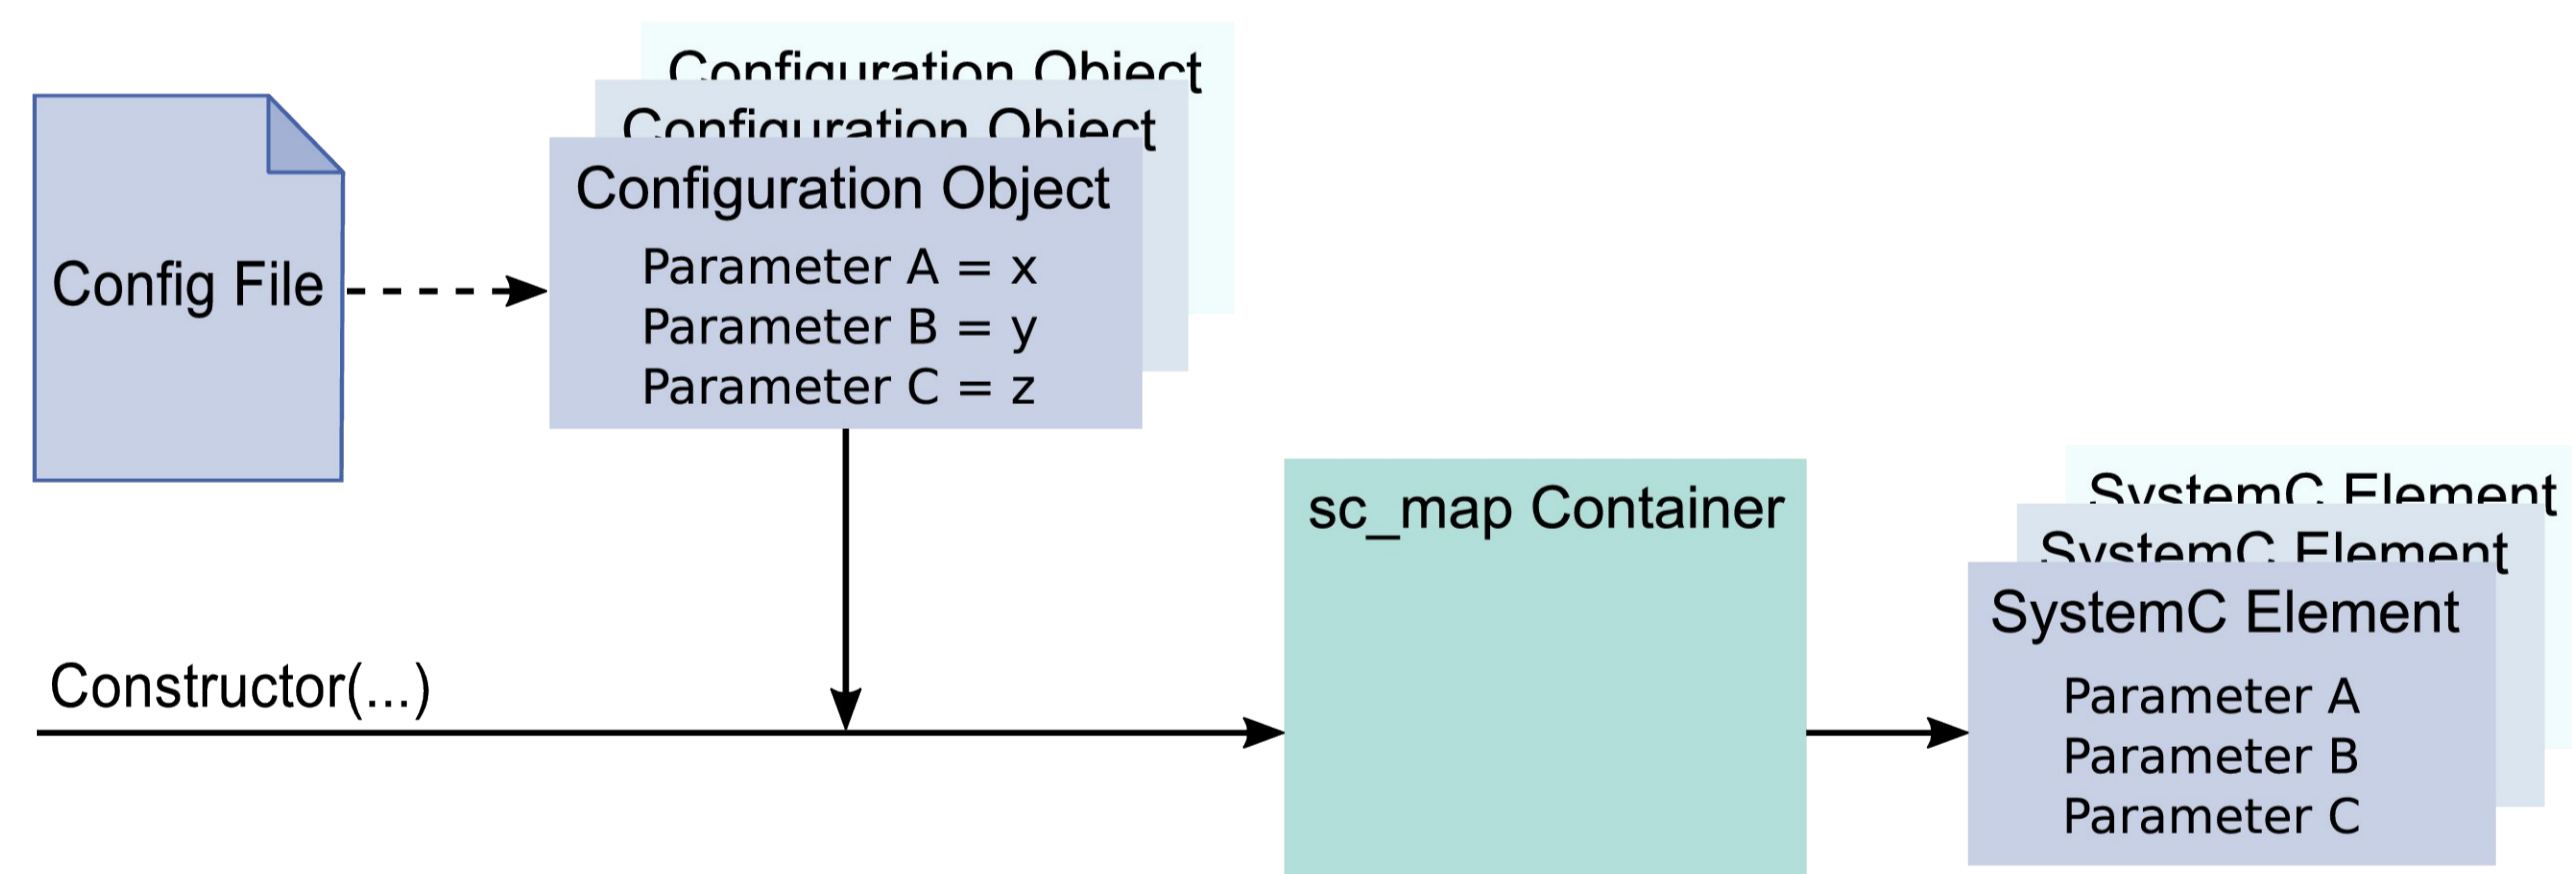 Configuration Object
Configuration Object
Configuration Object
Parameter A = x
Parameter B = y
Parameter C = z
Config File
Constructor(...)
sc_map Container
SystemC Element
SystemC Element
SystemC Element
Parameter A
Parameter B
Parameter C